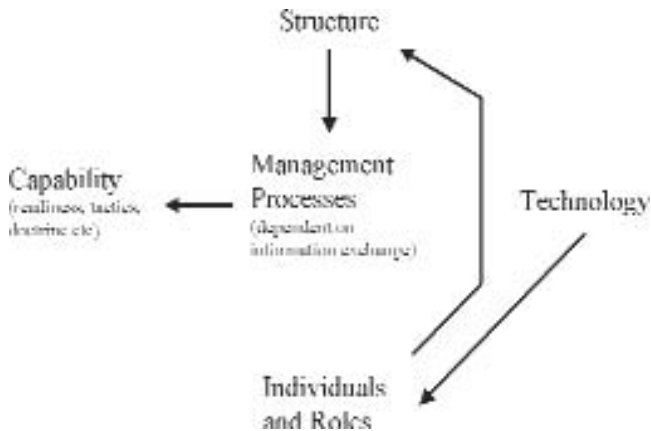 Structure
Management
Processes
(dependent on
information exchange)
Capability
(readiness, tactics,
doctrine etc)
Technology
Individuals
and Roles